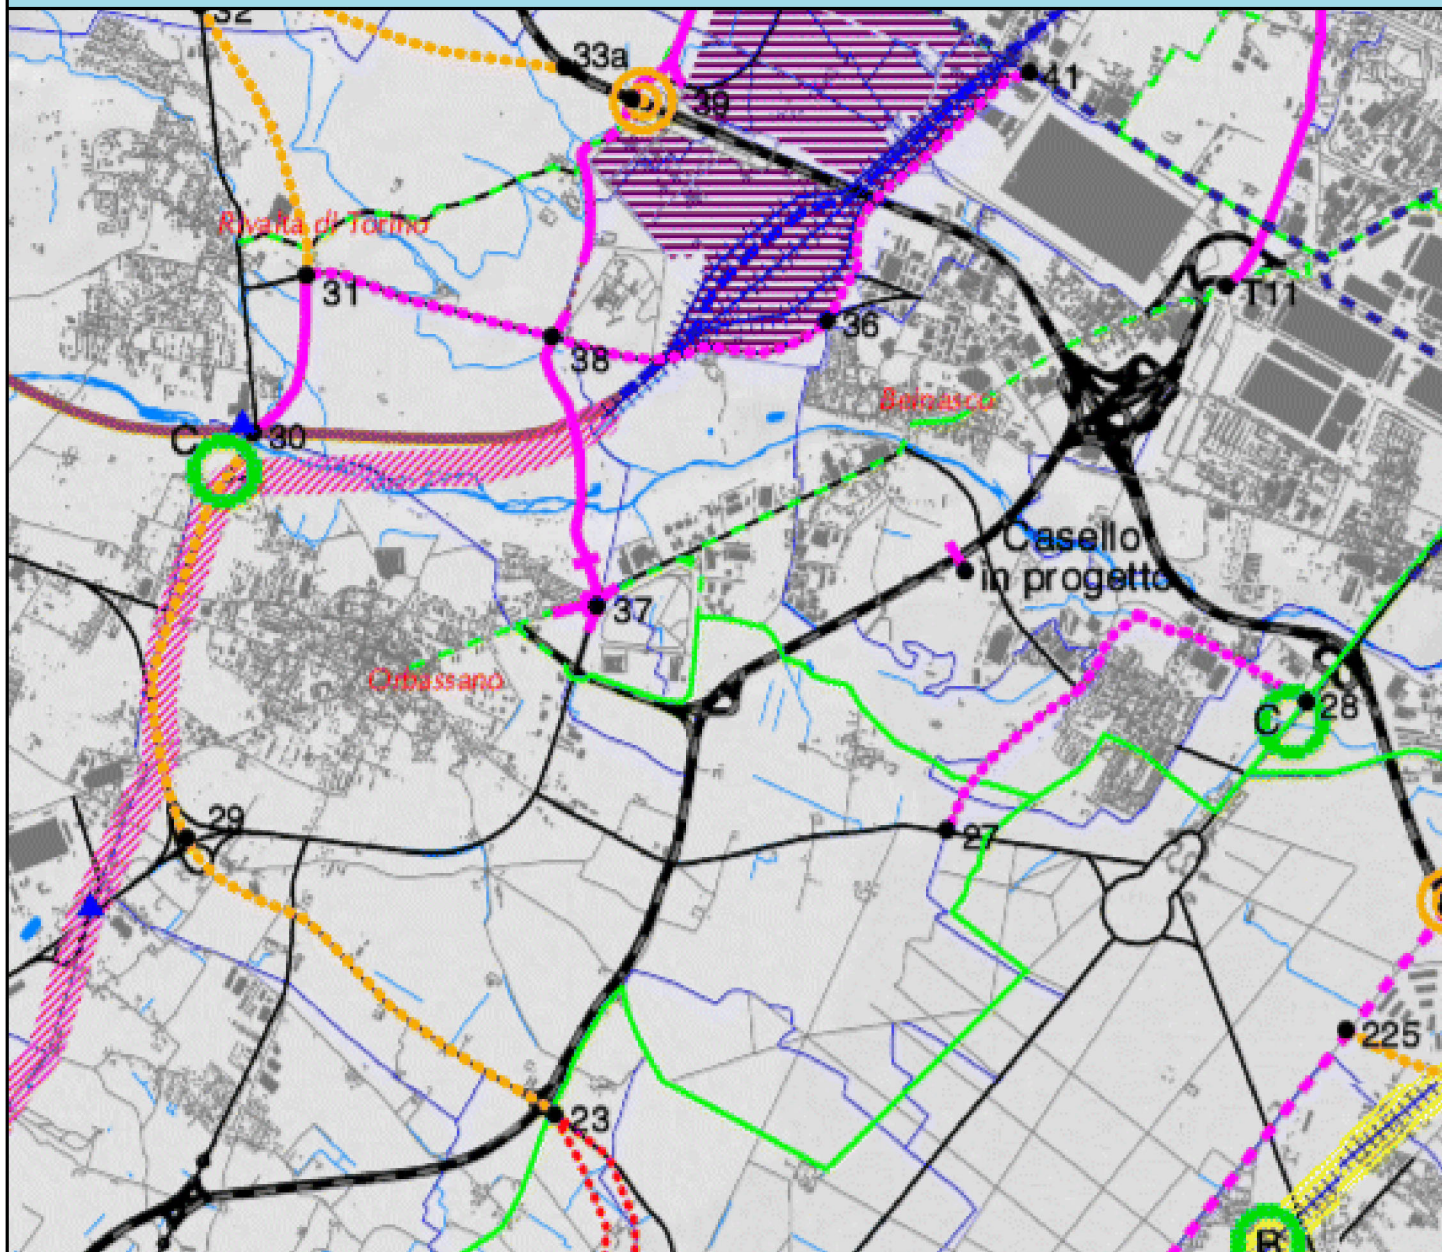 32
33a
39
41
Rivalta di Torino
31
T11
36
38
Beinasco
C
30
Casello
in progetto
37
Orbassano
C
28
29
27
225
23
B